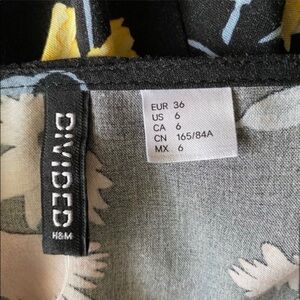 DIVIDED
H&M
EUR 36
US 6
CA 6
CN 165/84A
MX 6